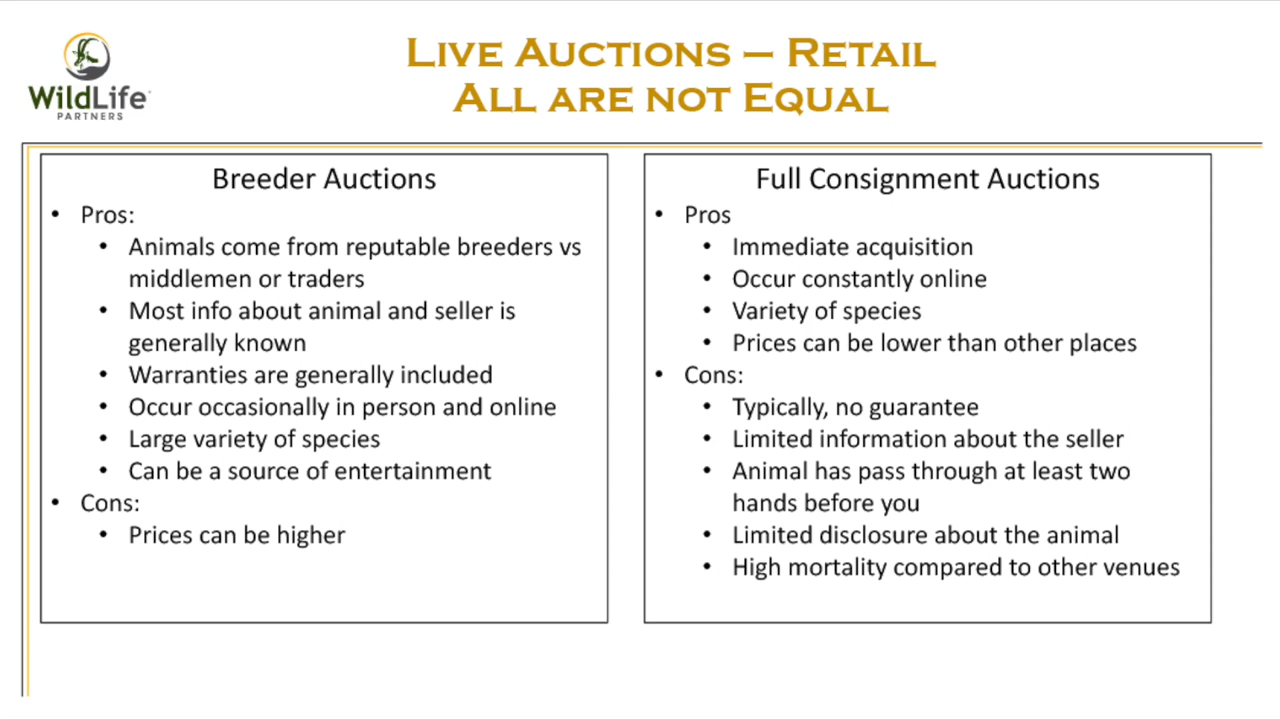 WildLife
PARTNERS
LIVE AUCTIONS – RETAIL
ALL ARE NOT EQUAL
Breeder Auctions
• Pros:
• Animals come from reputable breeders vs
middlemen or traders
• Most info about animal and seller is
generally known
• Warranties are generally included
• Occur occasionally in person and online
• Large variety of species
• Can be a source of entertainment
• Cons:
• Prices can be higher
Full Consignment Auctions
• Pros
• Immediate acquisition
• Occur constantly online
• Variety of species
• Prices can be lower than other places
• Cons:
• Typically, no guarantee
• Limited information about the seller
• Animal has pass through at least two
hands before you
• Limited disclosure about the animal
• High mortality compared to other venues